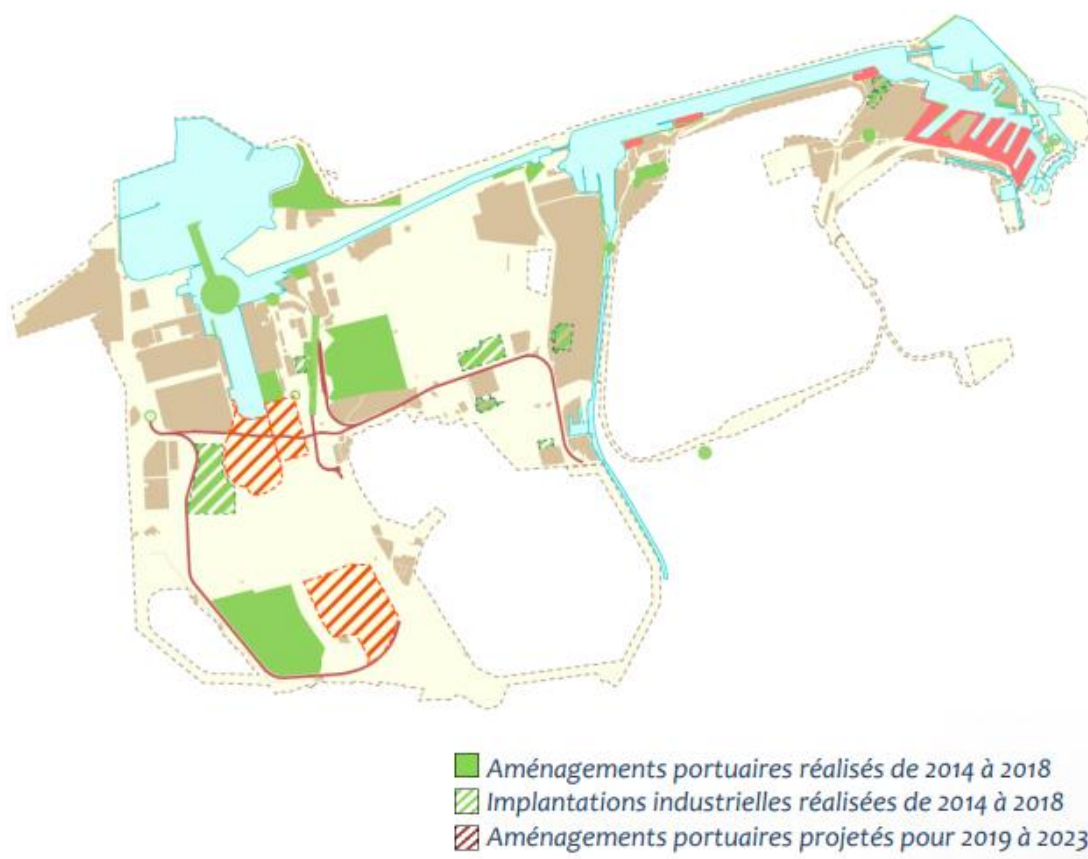 Aménagements portuaires réalisés de 2014 à 2018
Implantations industrielles réalisées de 2014 à 2018
Aménagements portuaires projetés pour 2019 à 2023